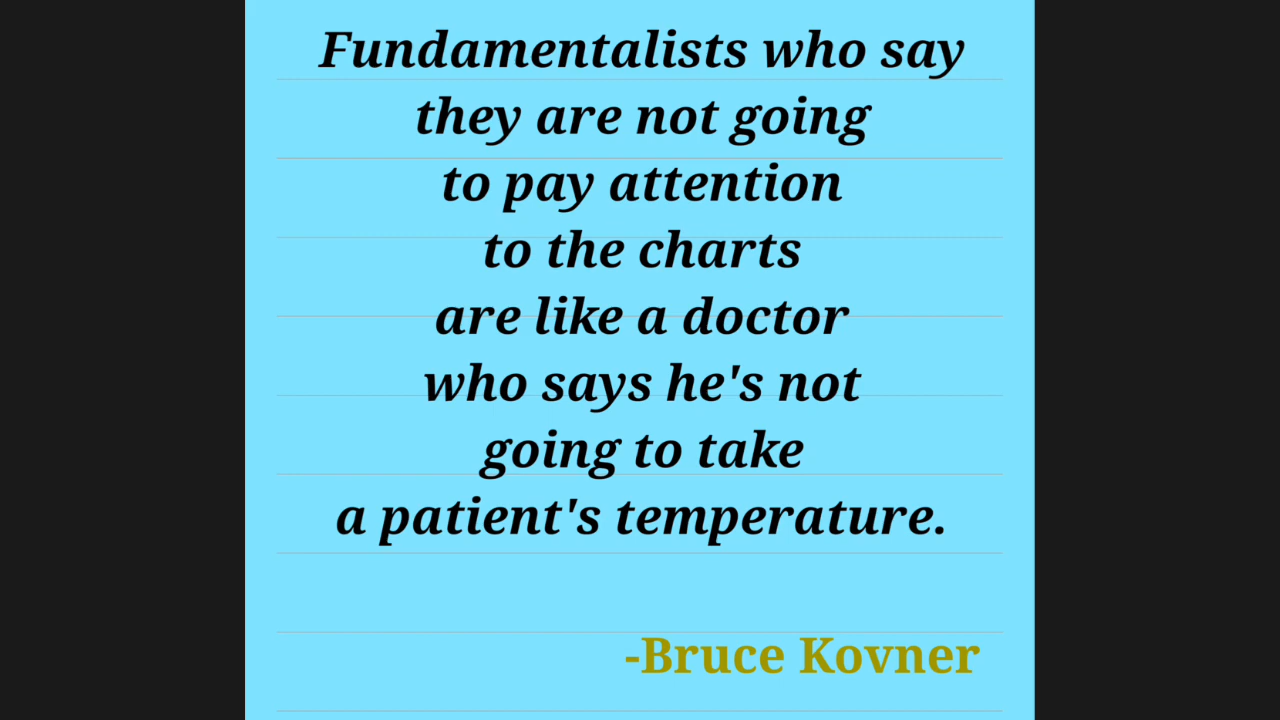 Fundamentalists who say
they are not going
to pay attention
to the charts
are like a doctor
who says he's not
going to take
a patient's temperature.
-Bruce Kovner